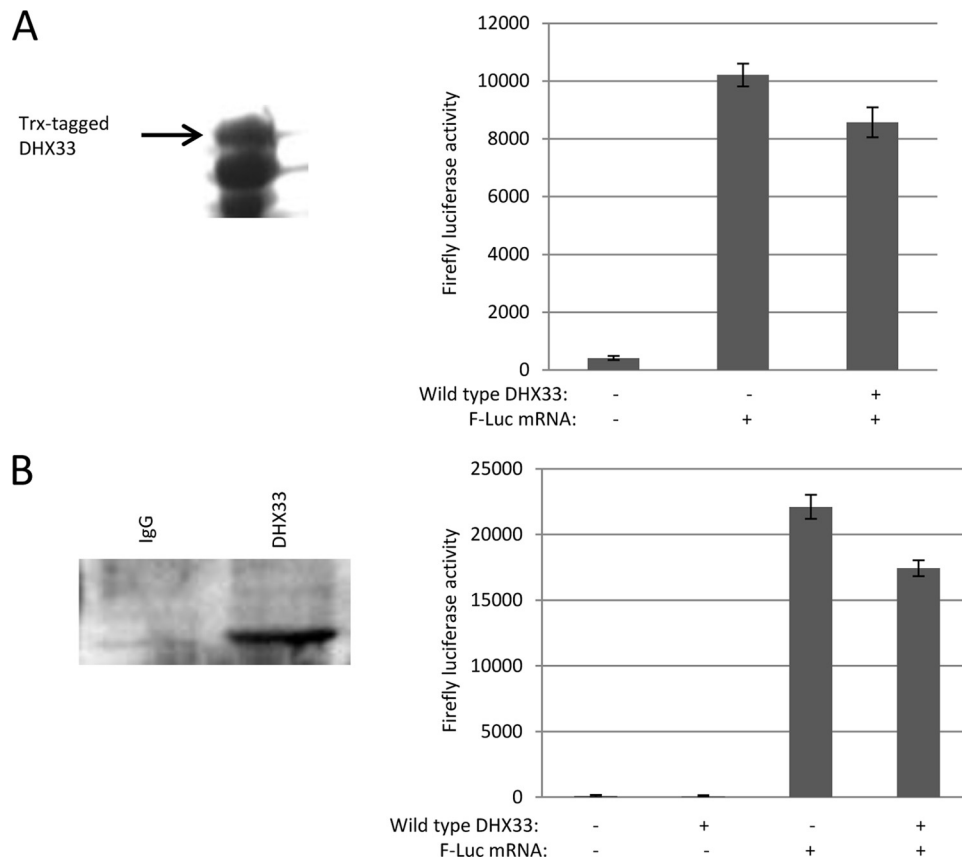 A
Trx-tagged
DHX33
Firefly luciferase activity
12000
10000
8000
6000
4000
2000
0
Wild type DHX33: - - +
F-Luc mRNA: - + +
B
IgG
DHX33
Firefly luciferase activity
25000
20000
15000
10000
5000
0
Wild type DHX33: - + - +
F-Luc mRNA: - - + +